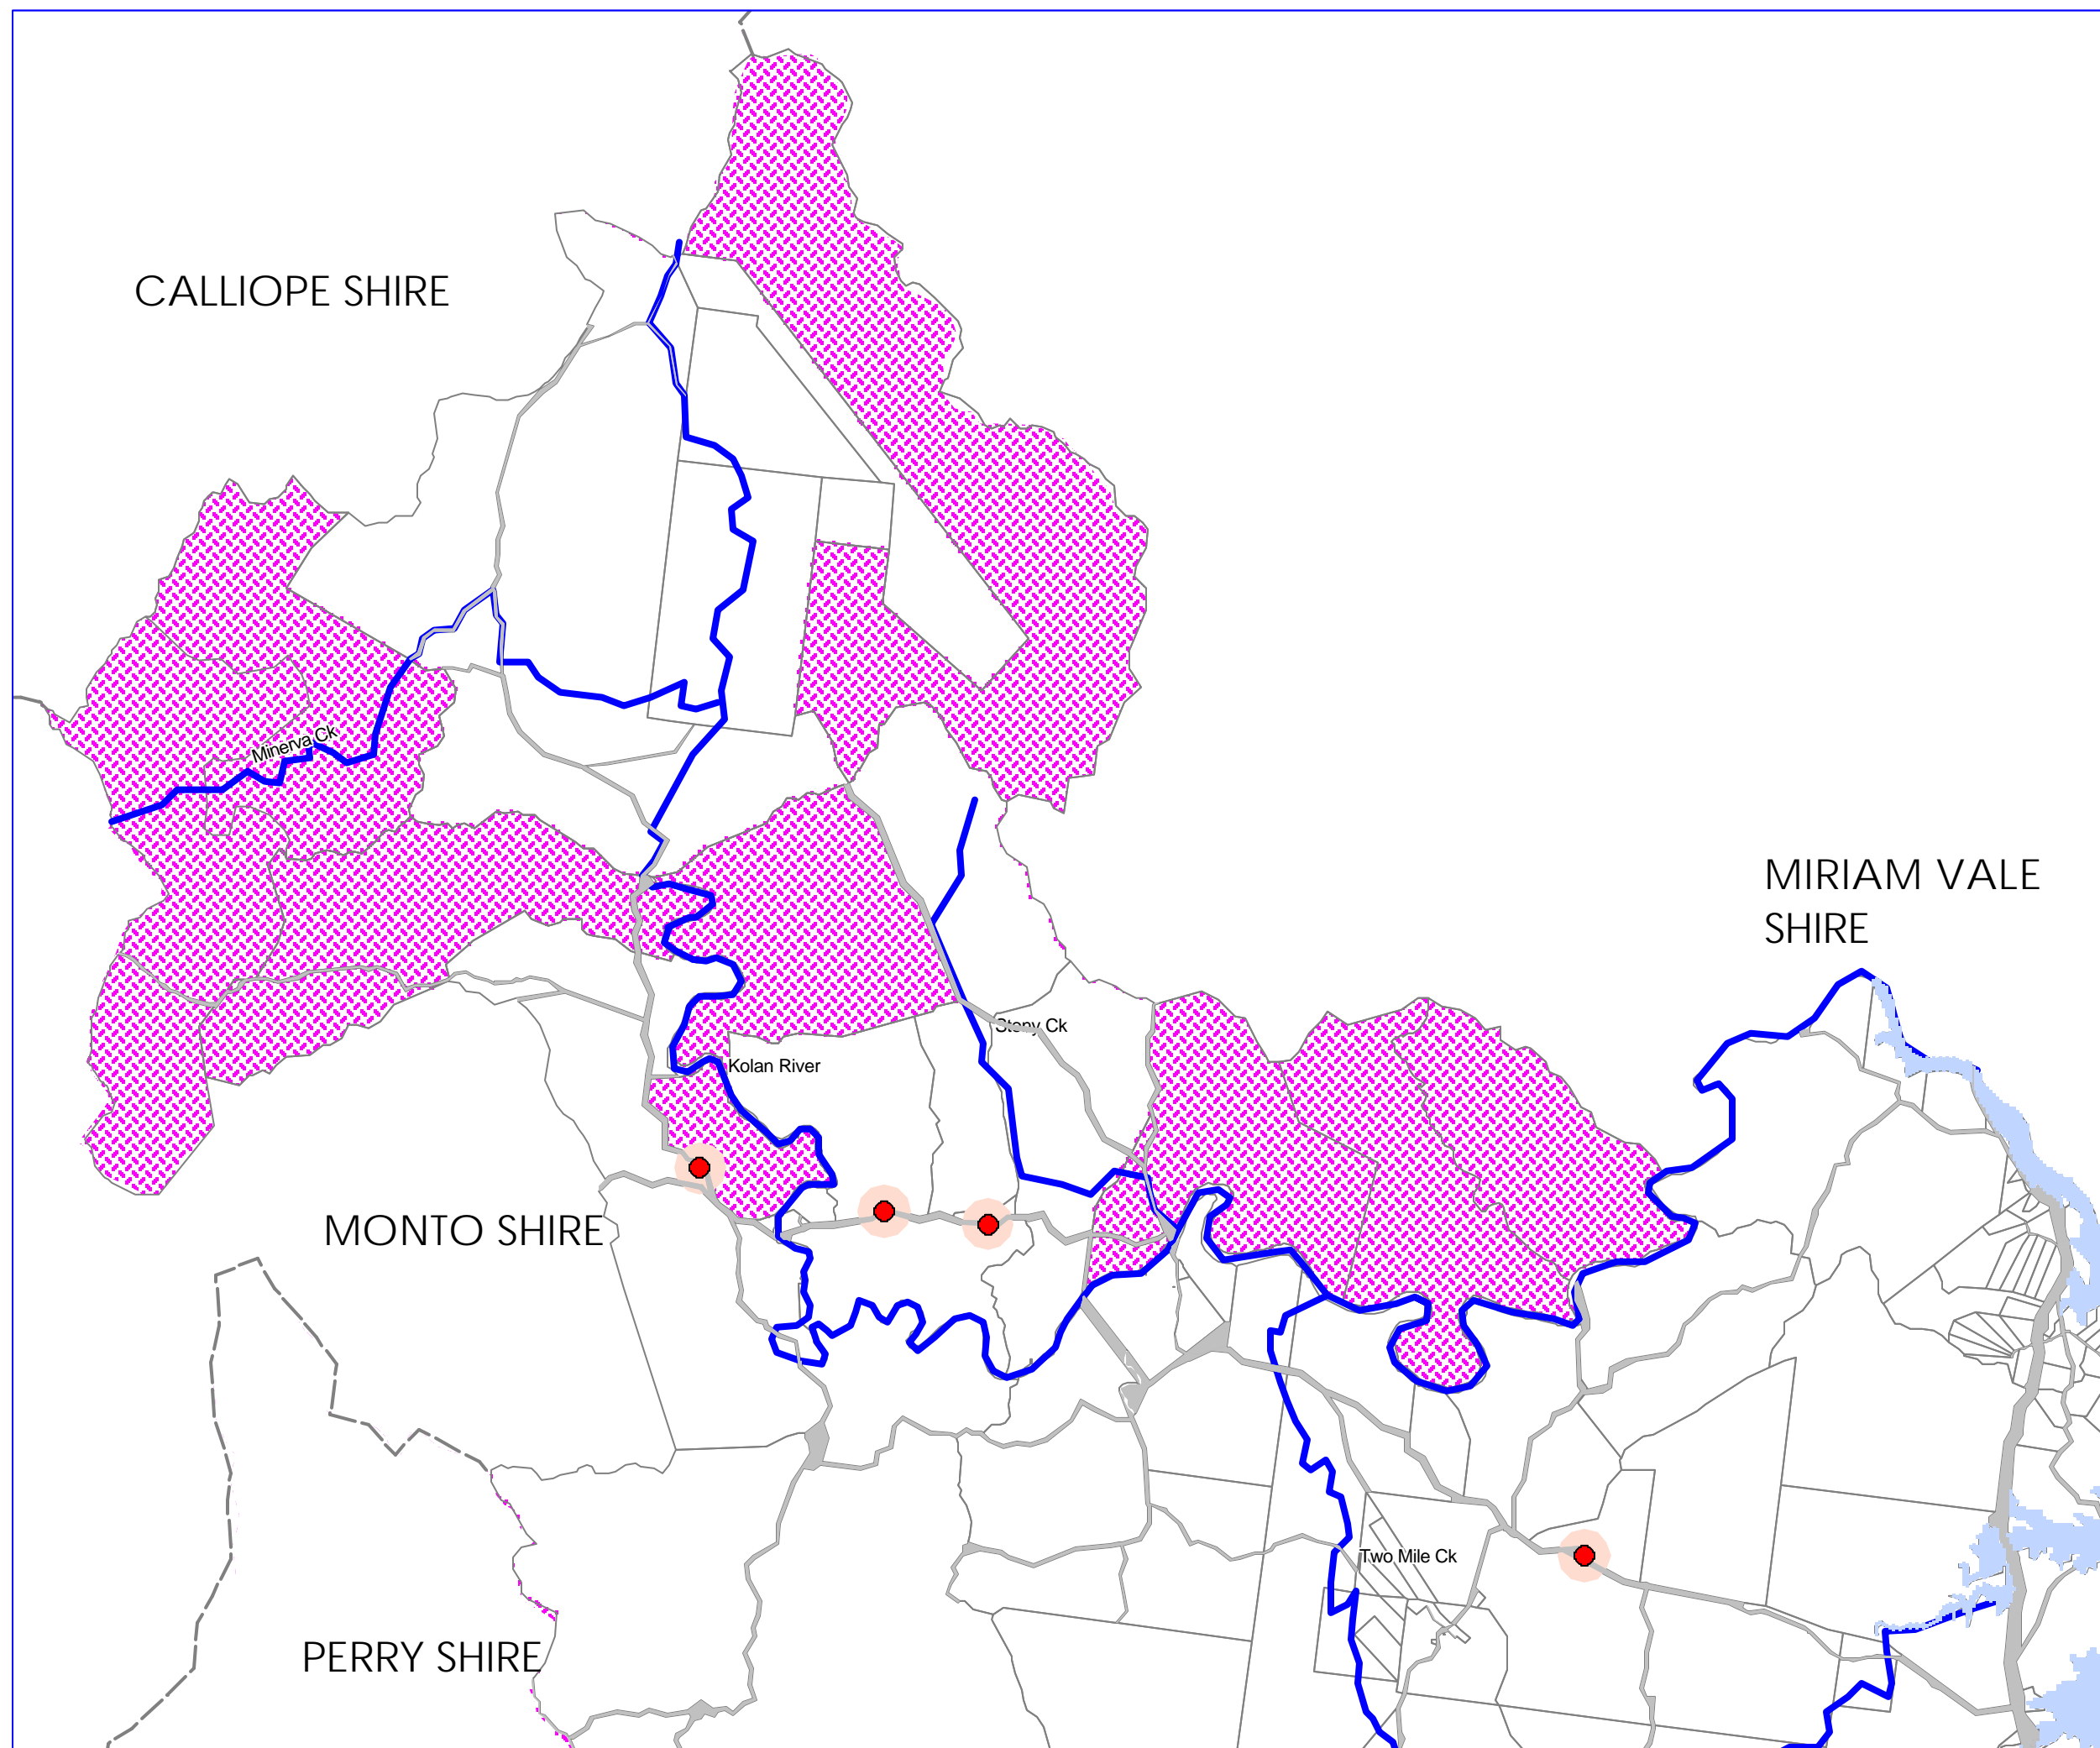 CALLIOPE SHIRE
Minerva Ck
MIRIAM VALE
SHIRE
Stony Ck
Kolan River
MONTO SHIRE
Two Mile Ck
PERRY SHIRE